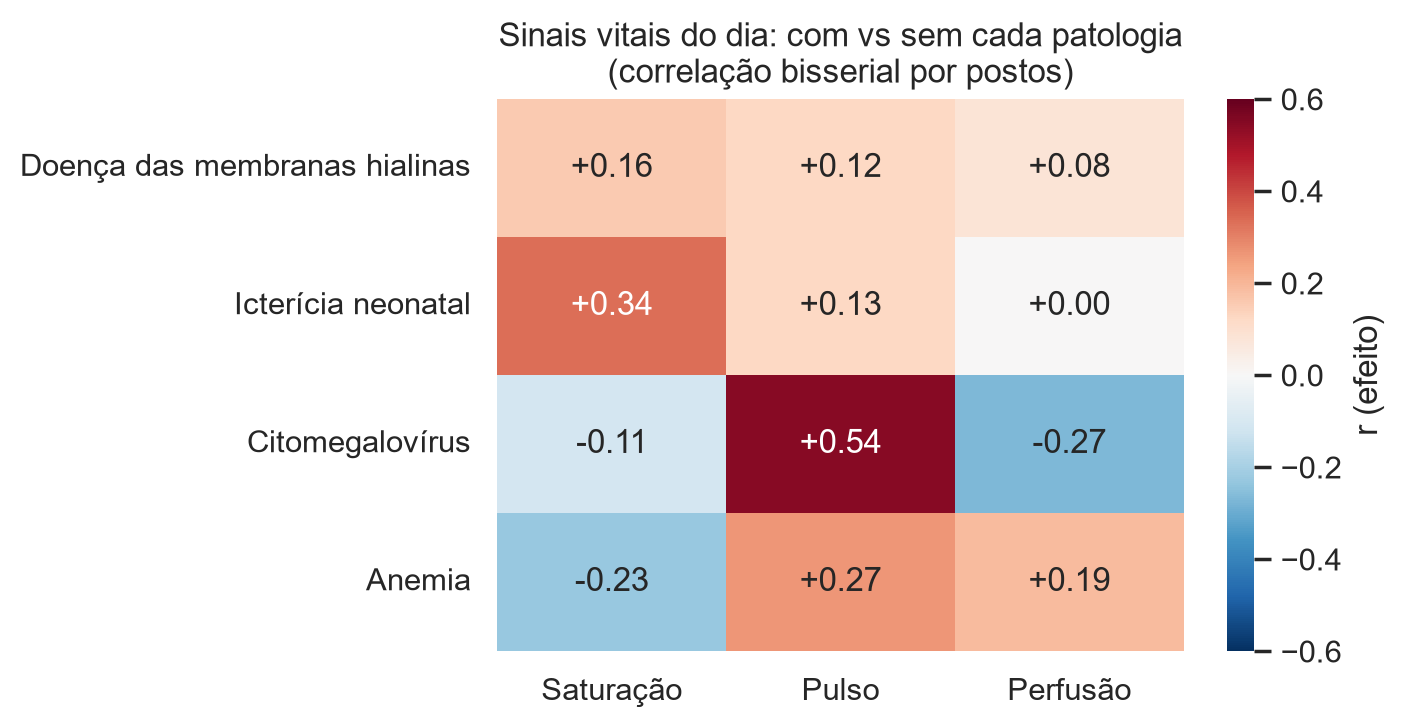 Sinais vitais do dia: com vs sem cada patologia
(correlação bisserial por postos)
Doença das membranas hialinas
+0.16
+0.12
+0.08
Icterícia neonatal
+0.34
+0.13
+0.00
Citomegalovírus
-0.11
+0.54
-0.27
Anemia
-0.23
+0.27
+0.19
Saturação
Pulso
Perfusão
0.6
0.4
0.2
0.0
−0.2
−0.4
−0.6
r (efeito)